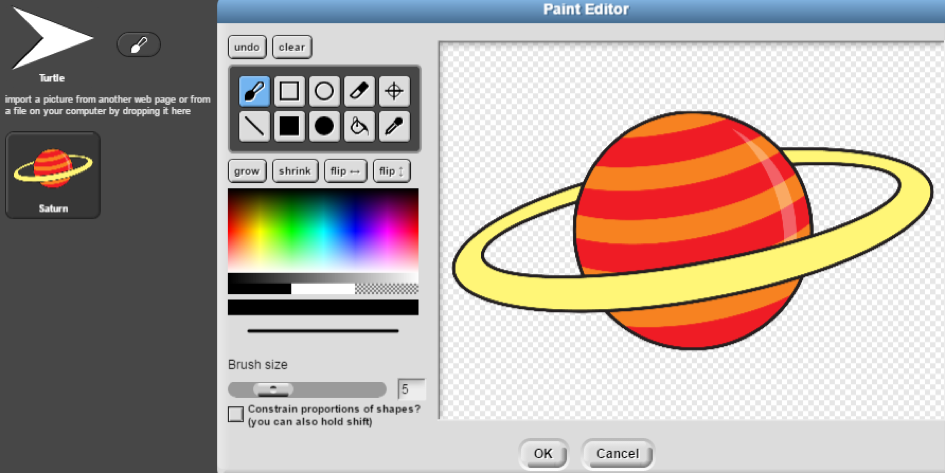 Paint Editor
undo clear
Turtle
import a picture from another web page or from
a file on your computer by dropping it here
grow shrink flip ↔ flip ↕
Saturn
Brush size
5
Constrain proportions of shapes?
(you can also hold shift)
OK Cancel